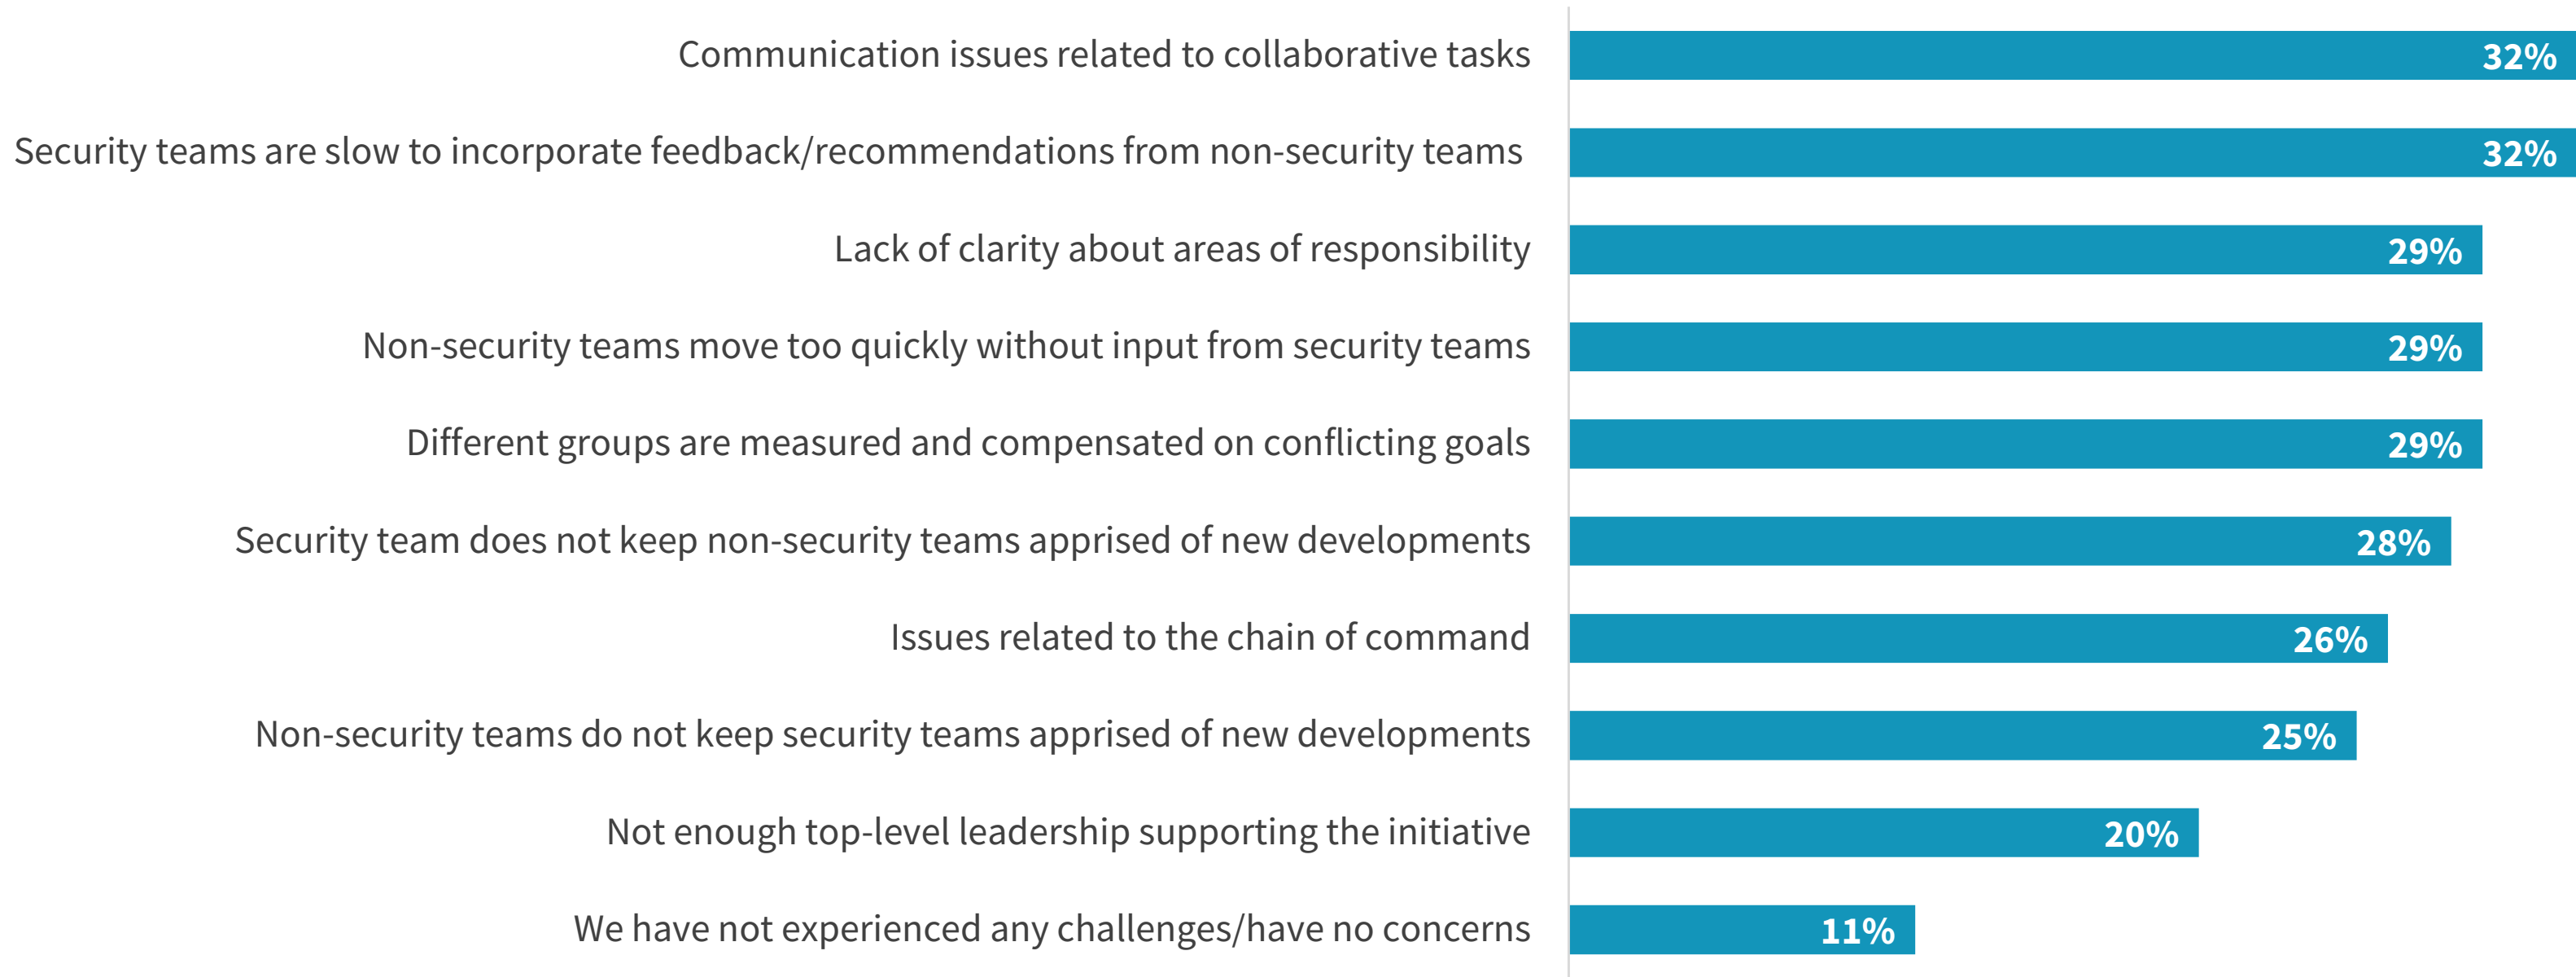 Communication issues related to collaborative tasks 32%
Security teams are slow to incorporate feedback/recommendations from non-security teams 32%
Lack of clarity about areas of responsibility 29%
Non-security teams move too quickly without input from security teams 29%
Different groups are measured and compensated on conflicting goals 29%
Security team does not keep non-security teams apprised of new developments 28%
Issues related to the chain of command 26%
Non-security teams do not keep security teams apprised of new developments 25%
Not enough top-level leadership supporting the initiative 20%
We have not experienced any challenges/have no concerns 11%